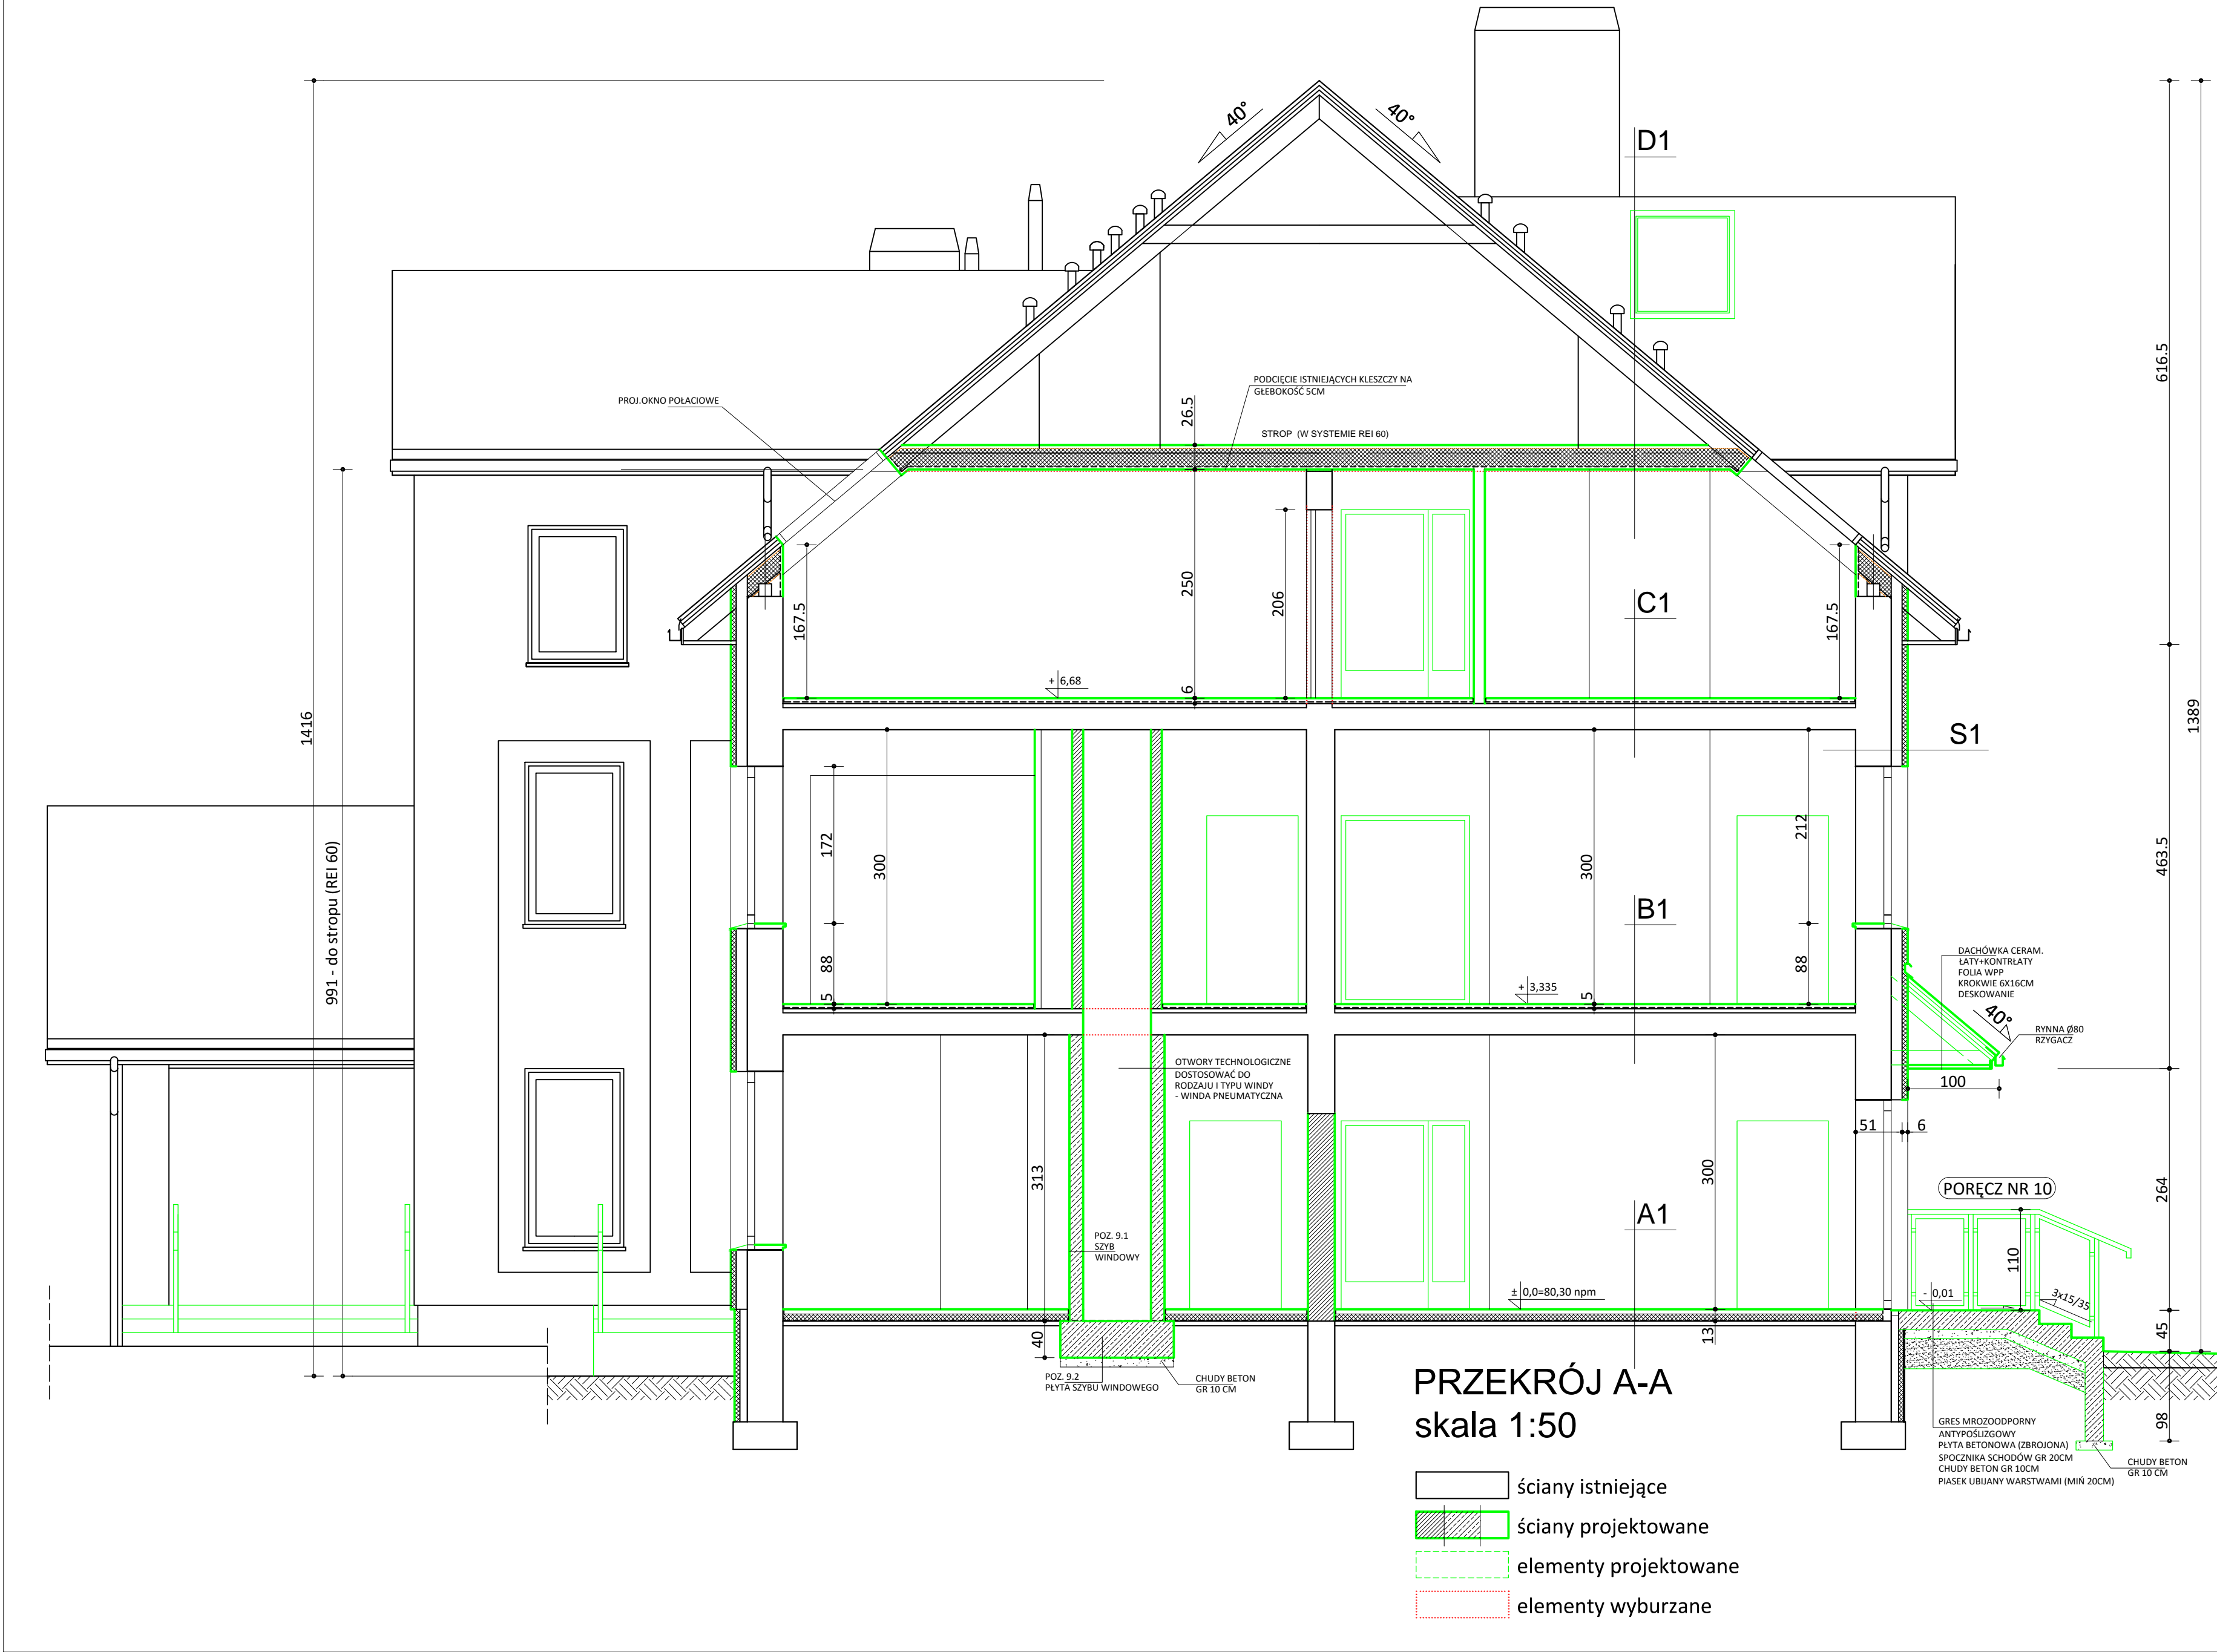 40°
40°
D1
PROJ.OKNO POŁACIOWE
PODCIĘCIE ISTNIEJĄCYCH KLESZCZY NA
GŁEBOKOŚĆ 5CM
STROP (W SYSTEMIE REI 60)
26.5
616.5
167.5
250
206
C1
167.5
+ 6,68
6
1416
1389
S1
991 - do stropu (REI 60)
172
300
88
5
300
212
88
5
B1
+ 3,335
463.5
DACHÓWKA CERAM.
ŁATY+KONTRŁATY
FOLIA WPP
KROKWIE 6X16CM
DESKOWANIE
40°
RYNNA Ø80
RZYGACZ
100
51
6
OTWORY TECHNOLOGICZNE
DOSTOSOWAĆ DO
RODZAJU I TYPU WINDY
- WINDA PNEUMATYCZNA
313
300
A1
264
PORĘCZ NR 10
POZ. 9.1
SZYB
WINDOWY
± 0,0=80,30 npm
110
- 0,01
3x15/35
40
13
45
POZ. 9.2
PŁYTA SZYBU WINDOWEGO
CHUDY BETON
GR 10 CM
98
GRES MROZOODPORNY
ANTYPOŚLIZGOWY
PŁYTA BETONOWA (ZBROJONA)
SPOCZNIKA SCHODÓW GR 20CM
CHUDY BETON GR 10CM
PIASEK UBIJANY WARSTWAMI (MIŃ 20CM)
CHUDY BETON
GR 10 CM
PRZEKRÓJ A-A
skala 1:50
ściany istniejące
ściany projektowane
elementy projektowane
elementy wyburzane